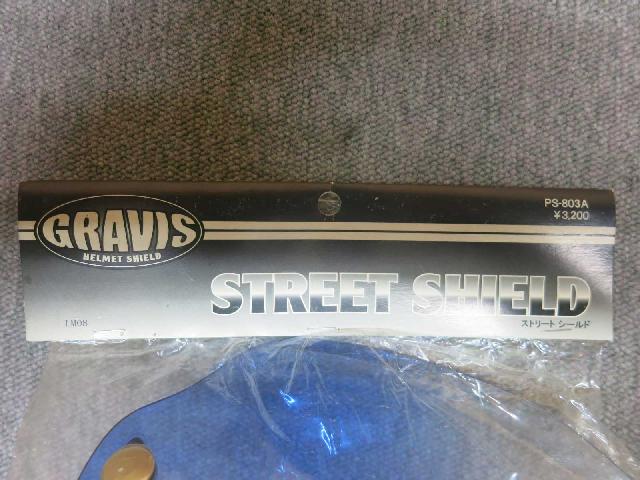 GRAVIS
HELMET SHIELD
PS-803A
¥3,200
STREET SHIELD
ストリートシールド
LM08